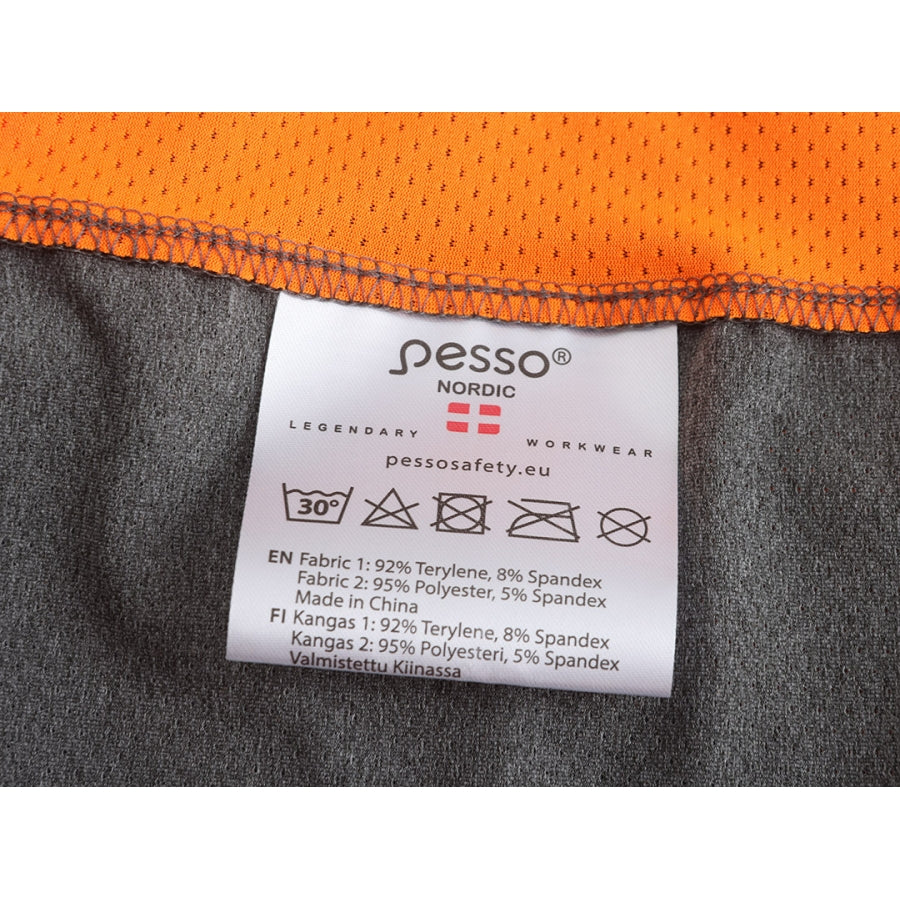 pesso®
NORDIC
LEGENDARY WORKWEAR
pessosafety.eu
30°
EN Fabric 1: 92% Terylene, 8% Spandex
Fabric 2: 95% Polyester, 5% Spandex
Made in China
FI Kangas 1: 92% Terylene, 8% Spandex
Kangas 2: 95% Polyesteri, 5% Spandex
Valmistettu Kiinassa